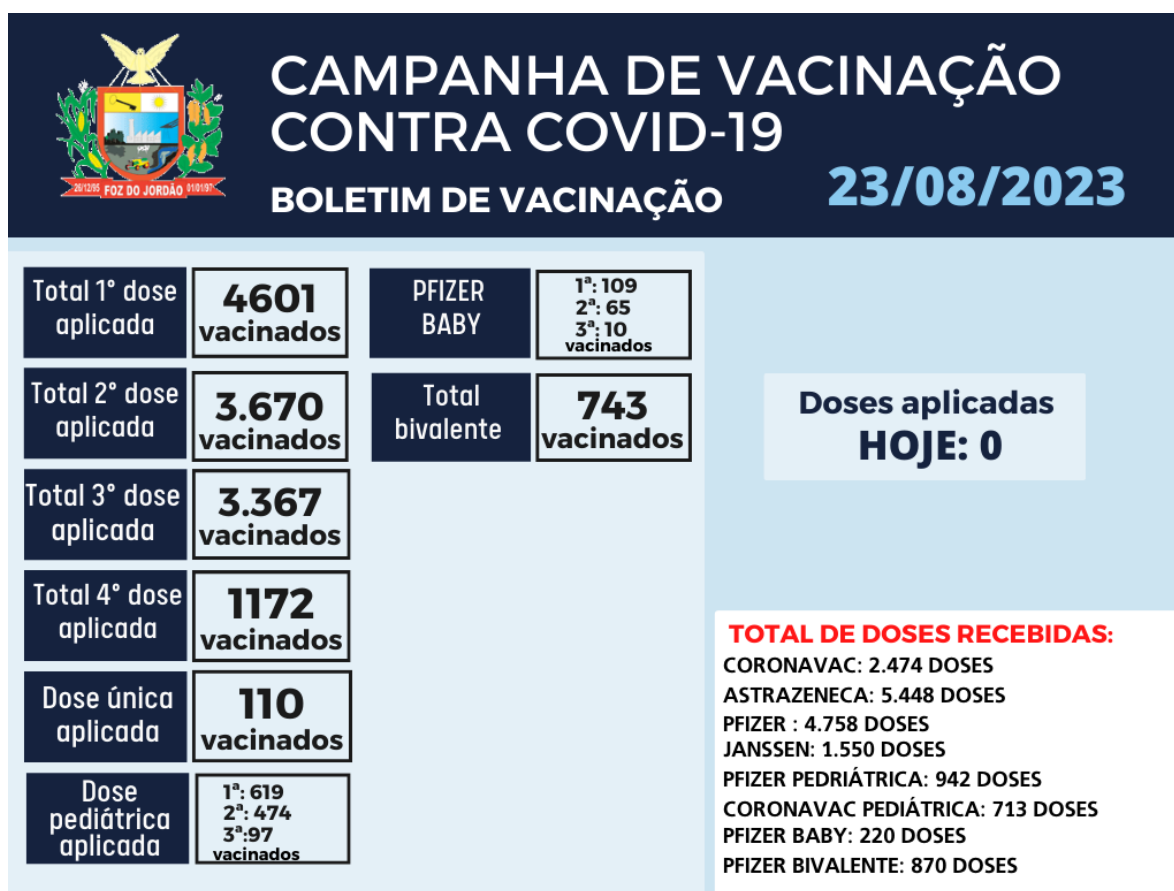 CAMPANHA DE VACINAÇÃO
CONTRA COVID-19
BOLETIM DE VACINAÇÃO
23/08/2023
26/12/95 FOZ DO JORDÃO 01/01/97
Total 1° dose
aplicada
4601
vacinados
Total 2° dose
aplicada
3.670
vacinados
Total 3° dose
aplicada
3.367
vacinados
Total 4° dose
aplicada
1172
vacinados
Dose única
aplicada
110
vacinados
Dose
pediátrica
aplicada
1ª: 619
2ª: 474
3ª:97
vacinados
PFIZER
BABY
1ª: 109
2ª: 65
3ª: 10
vacinados
Total
bivalente
743
vacinados
Doses aplicadas
HOJE: 0
TOTAL DE DOSES RECEBIDAS:
CORONAVAC: 2.474 DOSES
ASTRAZENECA: 5.448 DOSES
PFIZER : 4.758 DOSES
JANSSEN: 1.550 DOSES
PFIZER PEDRIÁTRICA: 942 DOSES
CORONAVAC PEDIÁTRICA: 713 DOSES
PFIZER BABY: 220 DOSES
PFIZER BIVALENTE: 870 DOSES